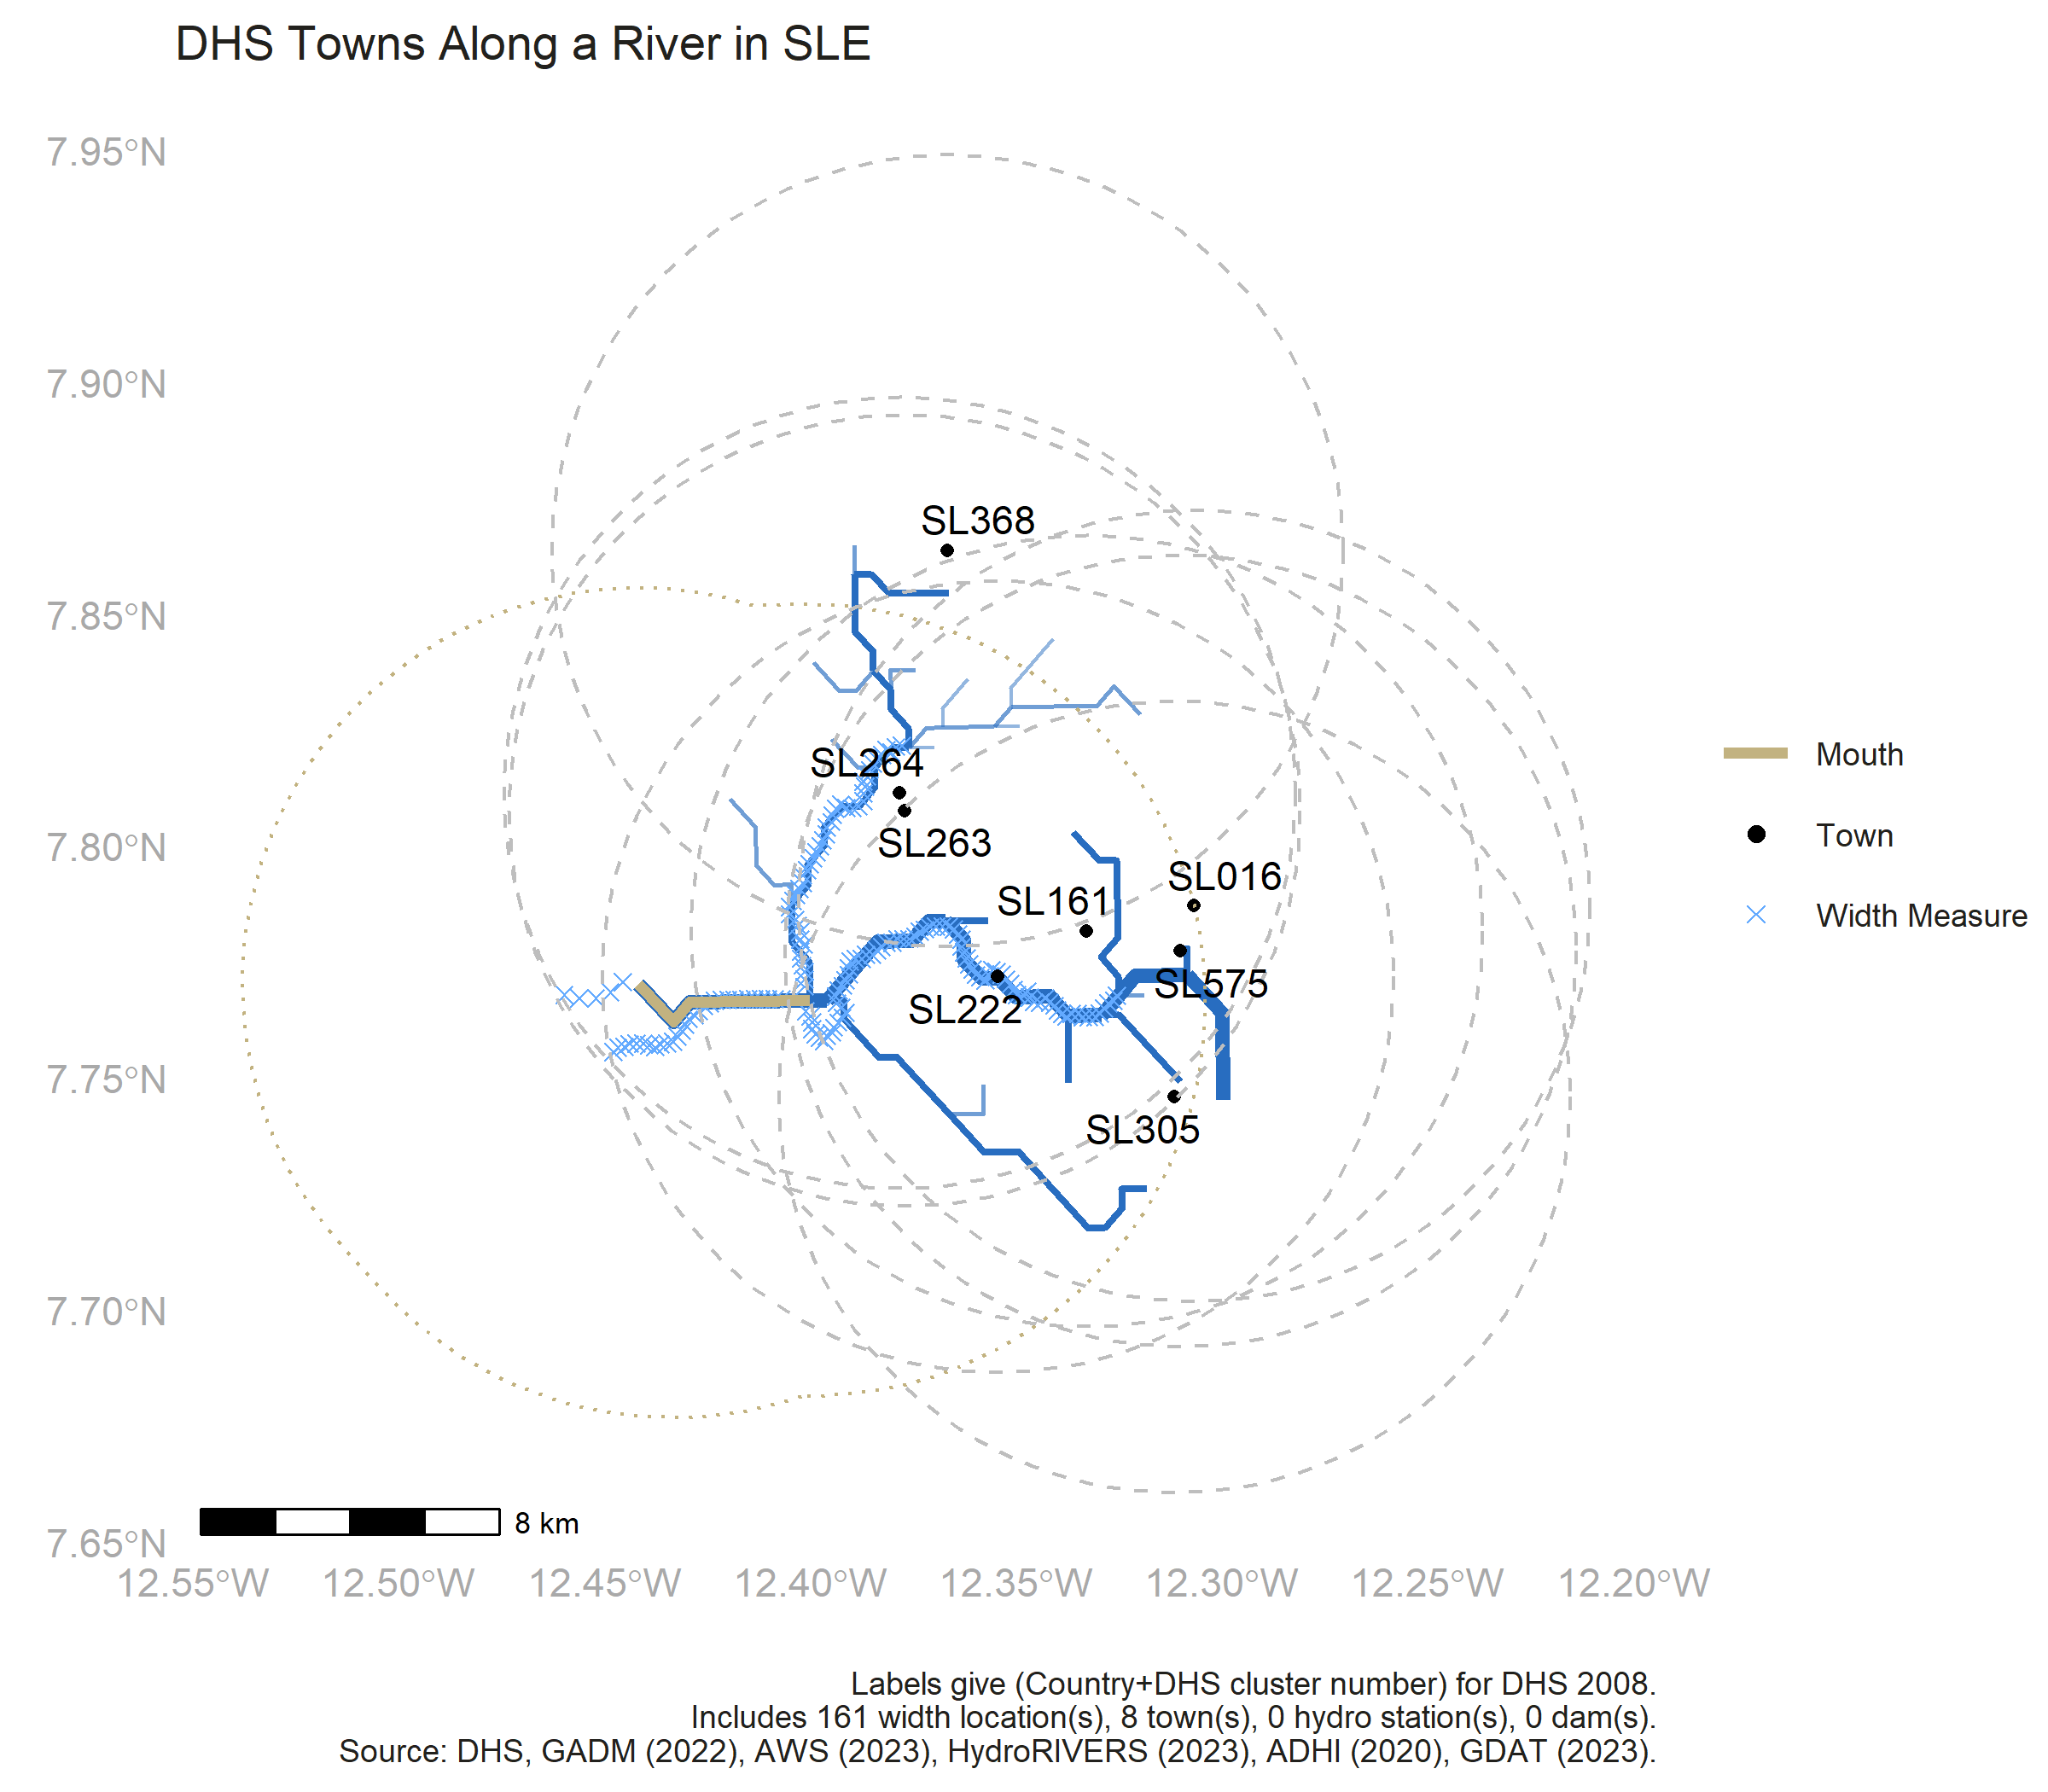 DHS Towns Along a River in SLE
7.95°N
7.90°N
7.85°N
7.80°N
7.75°N
7.70°N
7.65°N
SL368
SL264
SL263
SL016
SL161
SL575
SL222
SL305
Mouth
Town
Width Measure
8 km
12.55°W 12.50°W 12.45°W 12.40°W 12.35°W 12.30°W 12.25°W 12.20°W
Labels give (Country+DHS cluster number) for DHS 2008.
Includes 161 width location(s), 8 town(s), 0 hydro station(s), 0 dam(s).
Source: DHS, GADM (2022), AWS (2023), HydroRIVERS (2023), ADHI (2020), GDAT (2023).